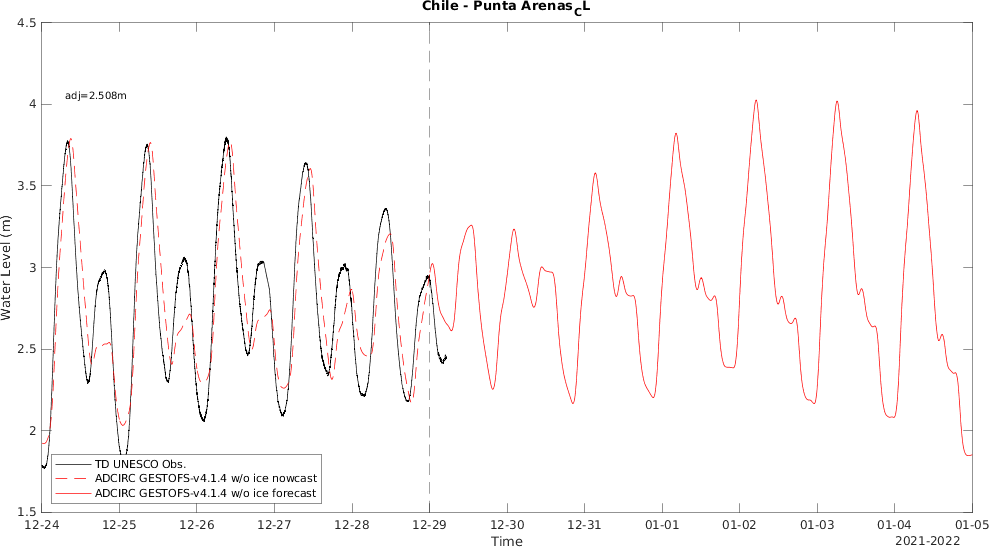 Chile - Punta Arenas_CL
4.5
adj=2.508m
4
3.5
3
2.5
2
1.5
Water Level (m)
TD UNESCO Obs.
ADCIRC GESTOFS-v4.1.4 w/o ice nowcast
ADCIRC GESTOFS-v4.1.4 w/o ice forecast
12-24 12-25 12-26 12-27 12-28 12-29 12-30 12-31 01-01 01-02 01-03 01-04 01-05
Time
2021-2022